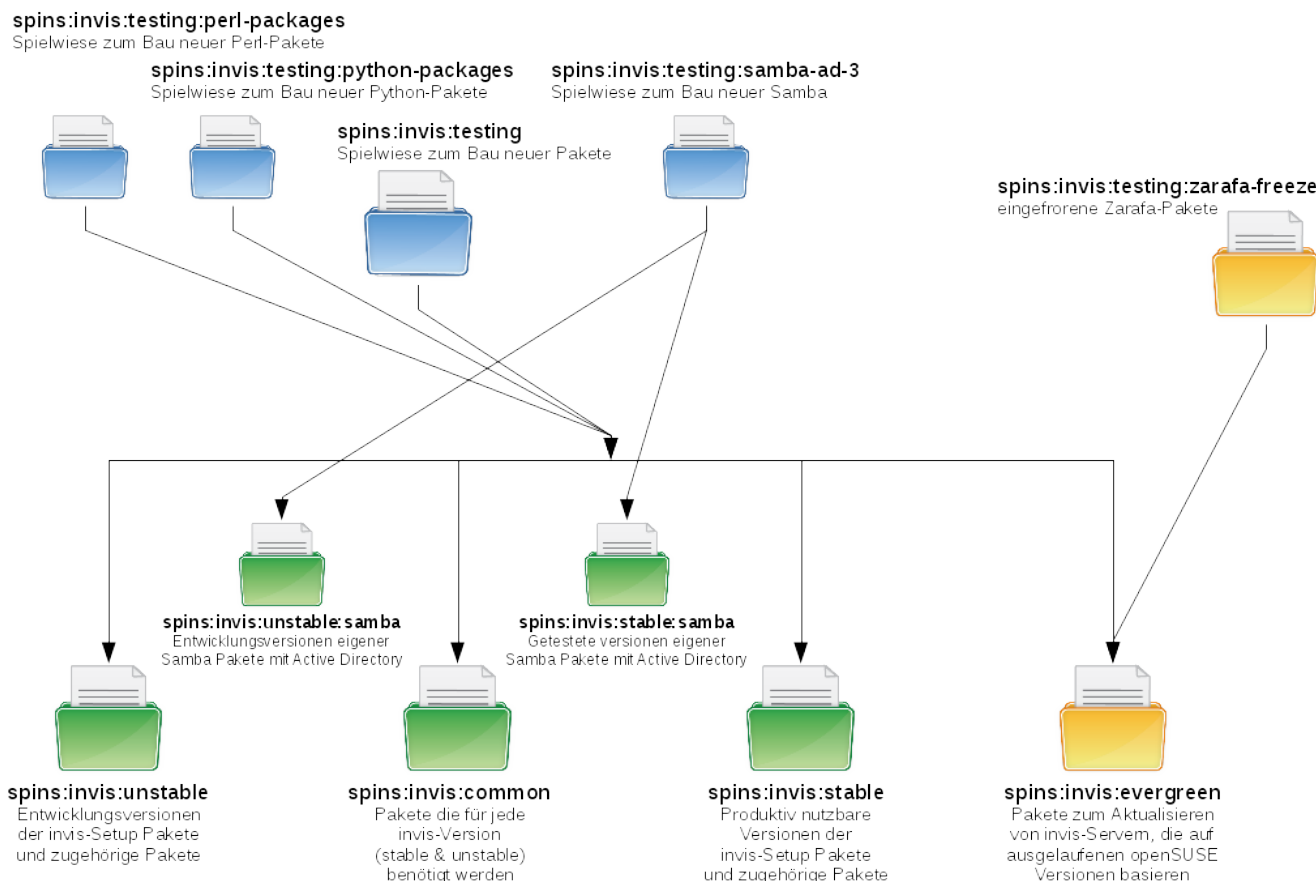 spins:invis:testing:perl-packages
Spielwiese zum Bau neuer Perl-Pakete
spins:invis:testing:python-packages
Spielwiese zum Bau neuer Python-Pakete
spins:invis:testing:samba-ad-3
Spielwiese zum Bau neuer Samba
spins:invis:testing
Spielwiese zum Bau neuer Pakete
spins:invis:testing:zarafa-freeze
eingefrorene Zarafa-Pakete
spins:invis:unstable:samba
Entwicklungsversionen eigener
Samba Pakete mit Active Directory
spins:invis:stable:samba
Getestete versionen eigener
Samba Pakete mit Active Directory
spins:invis:unstable
Entwicklungsversionen
der invis-Setup Pakete
und zugehörige Pakete
spins:invis:common
Pakete die für jede
invis-Version
(stable & unstable)
benötigt werden
spins:invis:stable
Produktiv nutzbare
Versionen der
invis-Setup Pakete
und zugehörige Pakete
spins:invis:evergreen
Pakete zum Aktualisieren
von invis-Servern, die auf
ausgelaufenen openSUSE
Versionen basieren